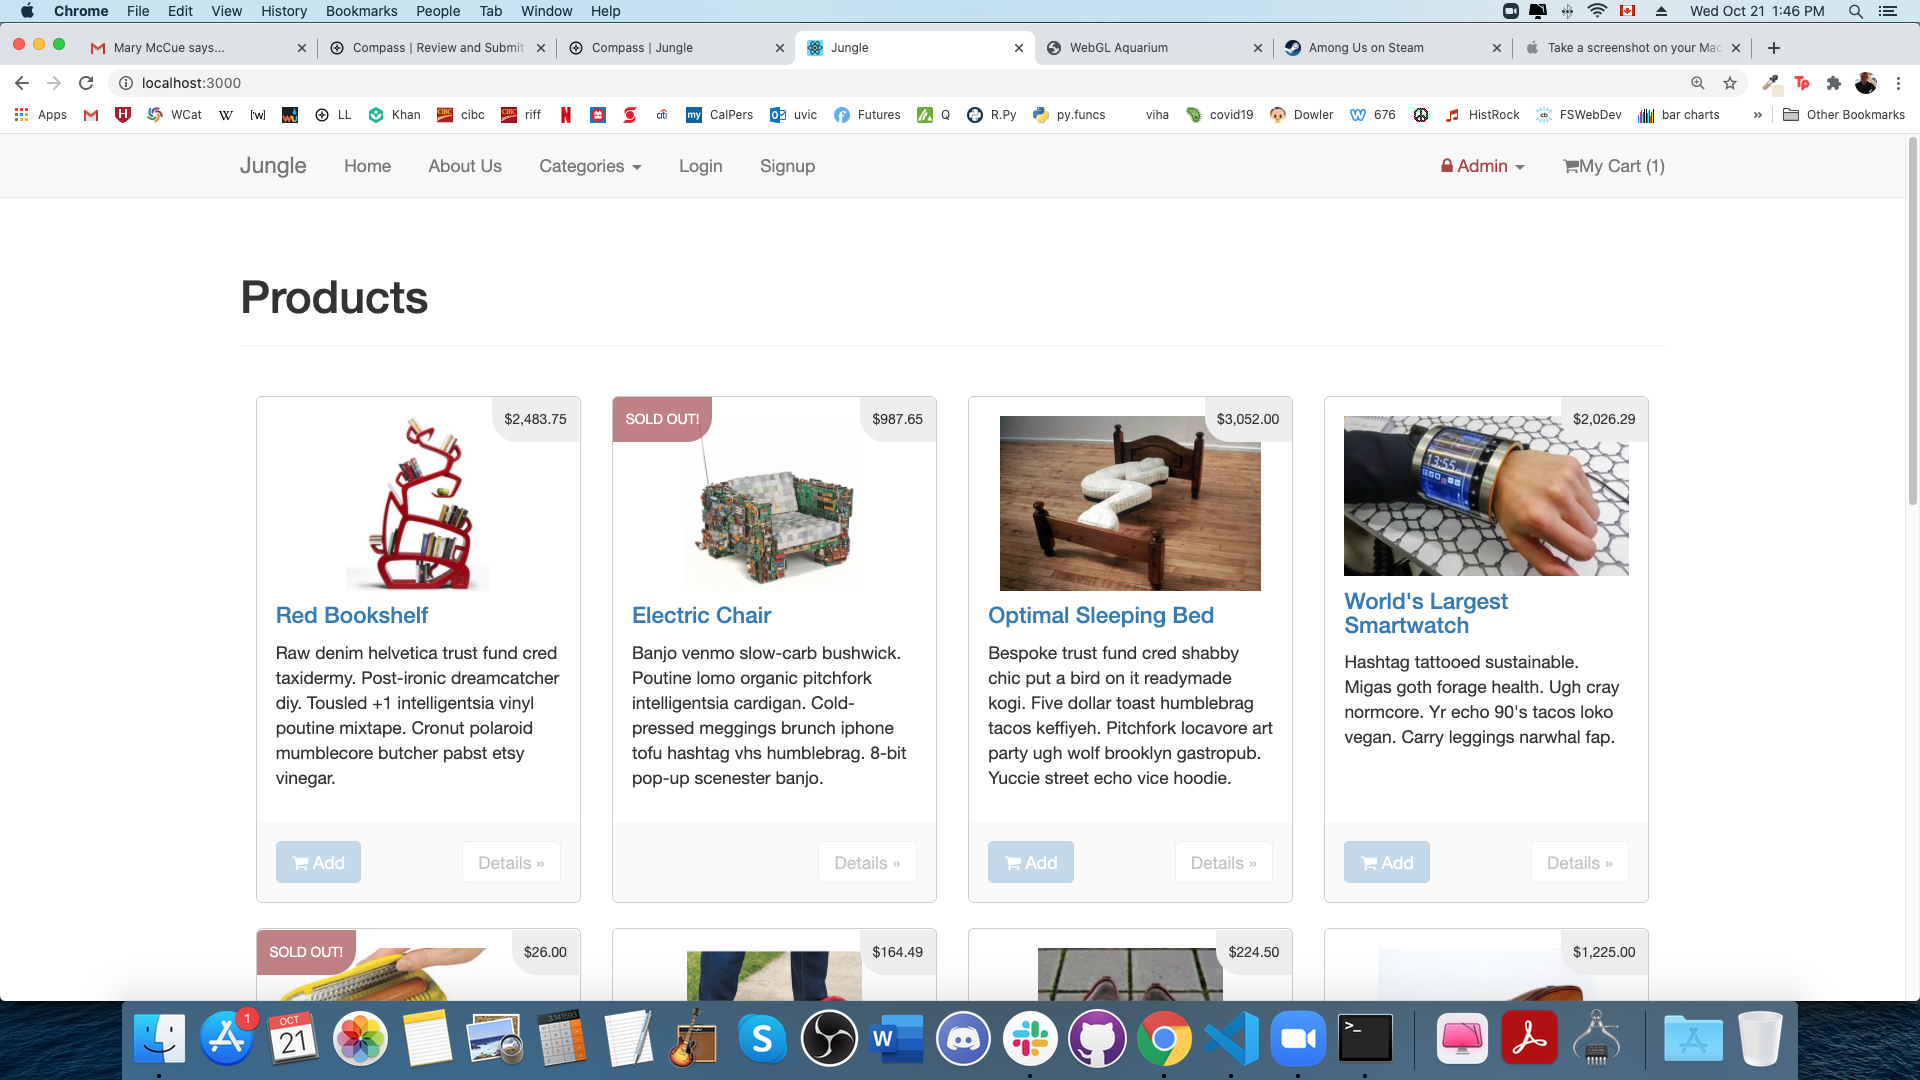 Chrome File Edit View History Bookmarks People Tab Window Help Wed Oct 21 1:46 PM
Mary McCue says... Compass | Review and Submit Compass | Jungle Jungle WebGL Aquarium Among Us on Steam Take a screenshot on your Mac
localhost:3000
Apps WCat LL Khan cibc riff CalPers uvic Futures Q R.Py py.funcs viha covid19 Dowler 676 HistRock FSWebDev bar charts » Other Bookmarks
Jungle Home About Us Categories Login Signup Admin My Cart (1)
Products
$2,483.75
SOLD OUT! $987.65
$3,052.00
$2,026.29
13:55
Red Bookshelf
Raw denim helvetica trust fund cred
taxidermy. Post-ironic dreamcatcher
diy. Tousled +1 intelligentsia vinyl
poutine mixtape. Cronut polaroid
mumblecore butcher pabst etsy
vinegar.
Add Details »
Electric Chair
Banjo venmo slow-carb bushwick.
Poutine lomo organic pitchfork
intelligentsia cardigan. Cold-
pressed meggings brunch iphone
tofu hashtag vhs humblebrag. 8-bit
pop-up scenester banjo.
Details »
Optimal Sleeping Bed
Bespoke trust fund cred shabby
chic put a bird on it readymade
kogi. Five dollar toast humblebrag
tacos keffiyeh. Pitchfork locavore art
party ugh wolf brooklyn gastropub.
Yuccie street echo vice hoodie.
Add Details »
World's Largest
Smartwatch
Hashtag tattooed sustainable.
Migas goth forage health. Ugh cray
normcore. Yr echo 90's tacos loko
vegan. Carry leggings narwhal fap.
Add Details »
SOLD OUT! $26.00
$164.49
$224.50
$1,225.00
1
OCT
21
3.141593